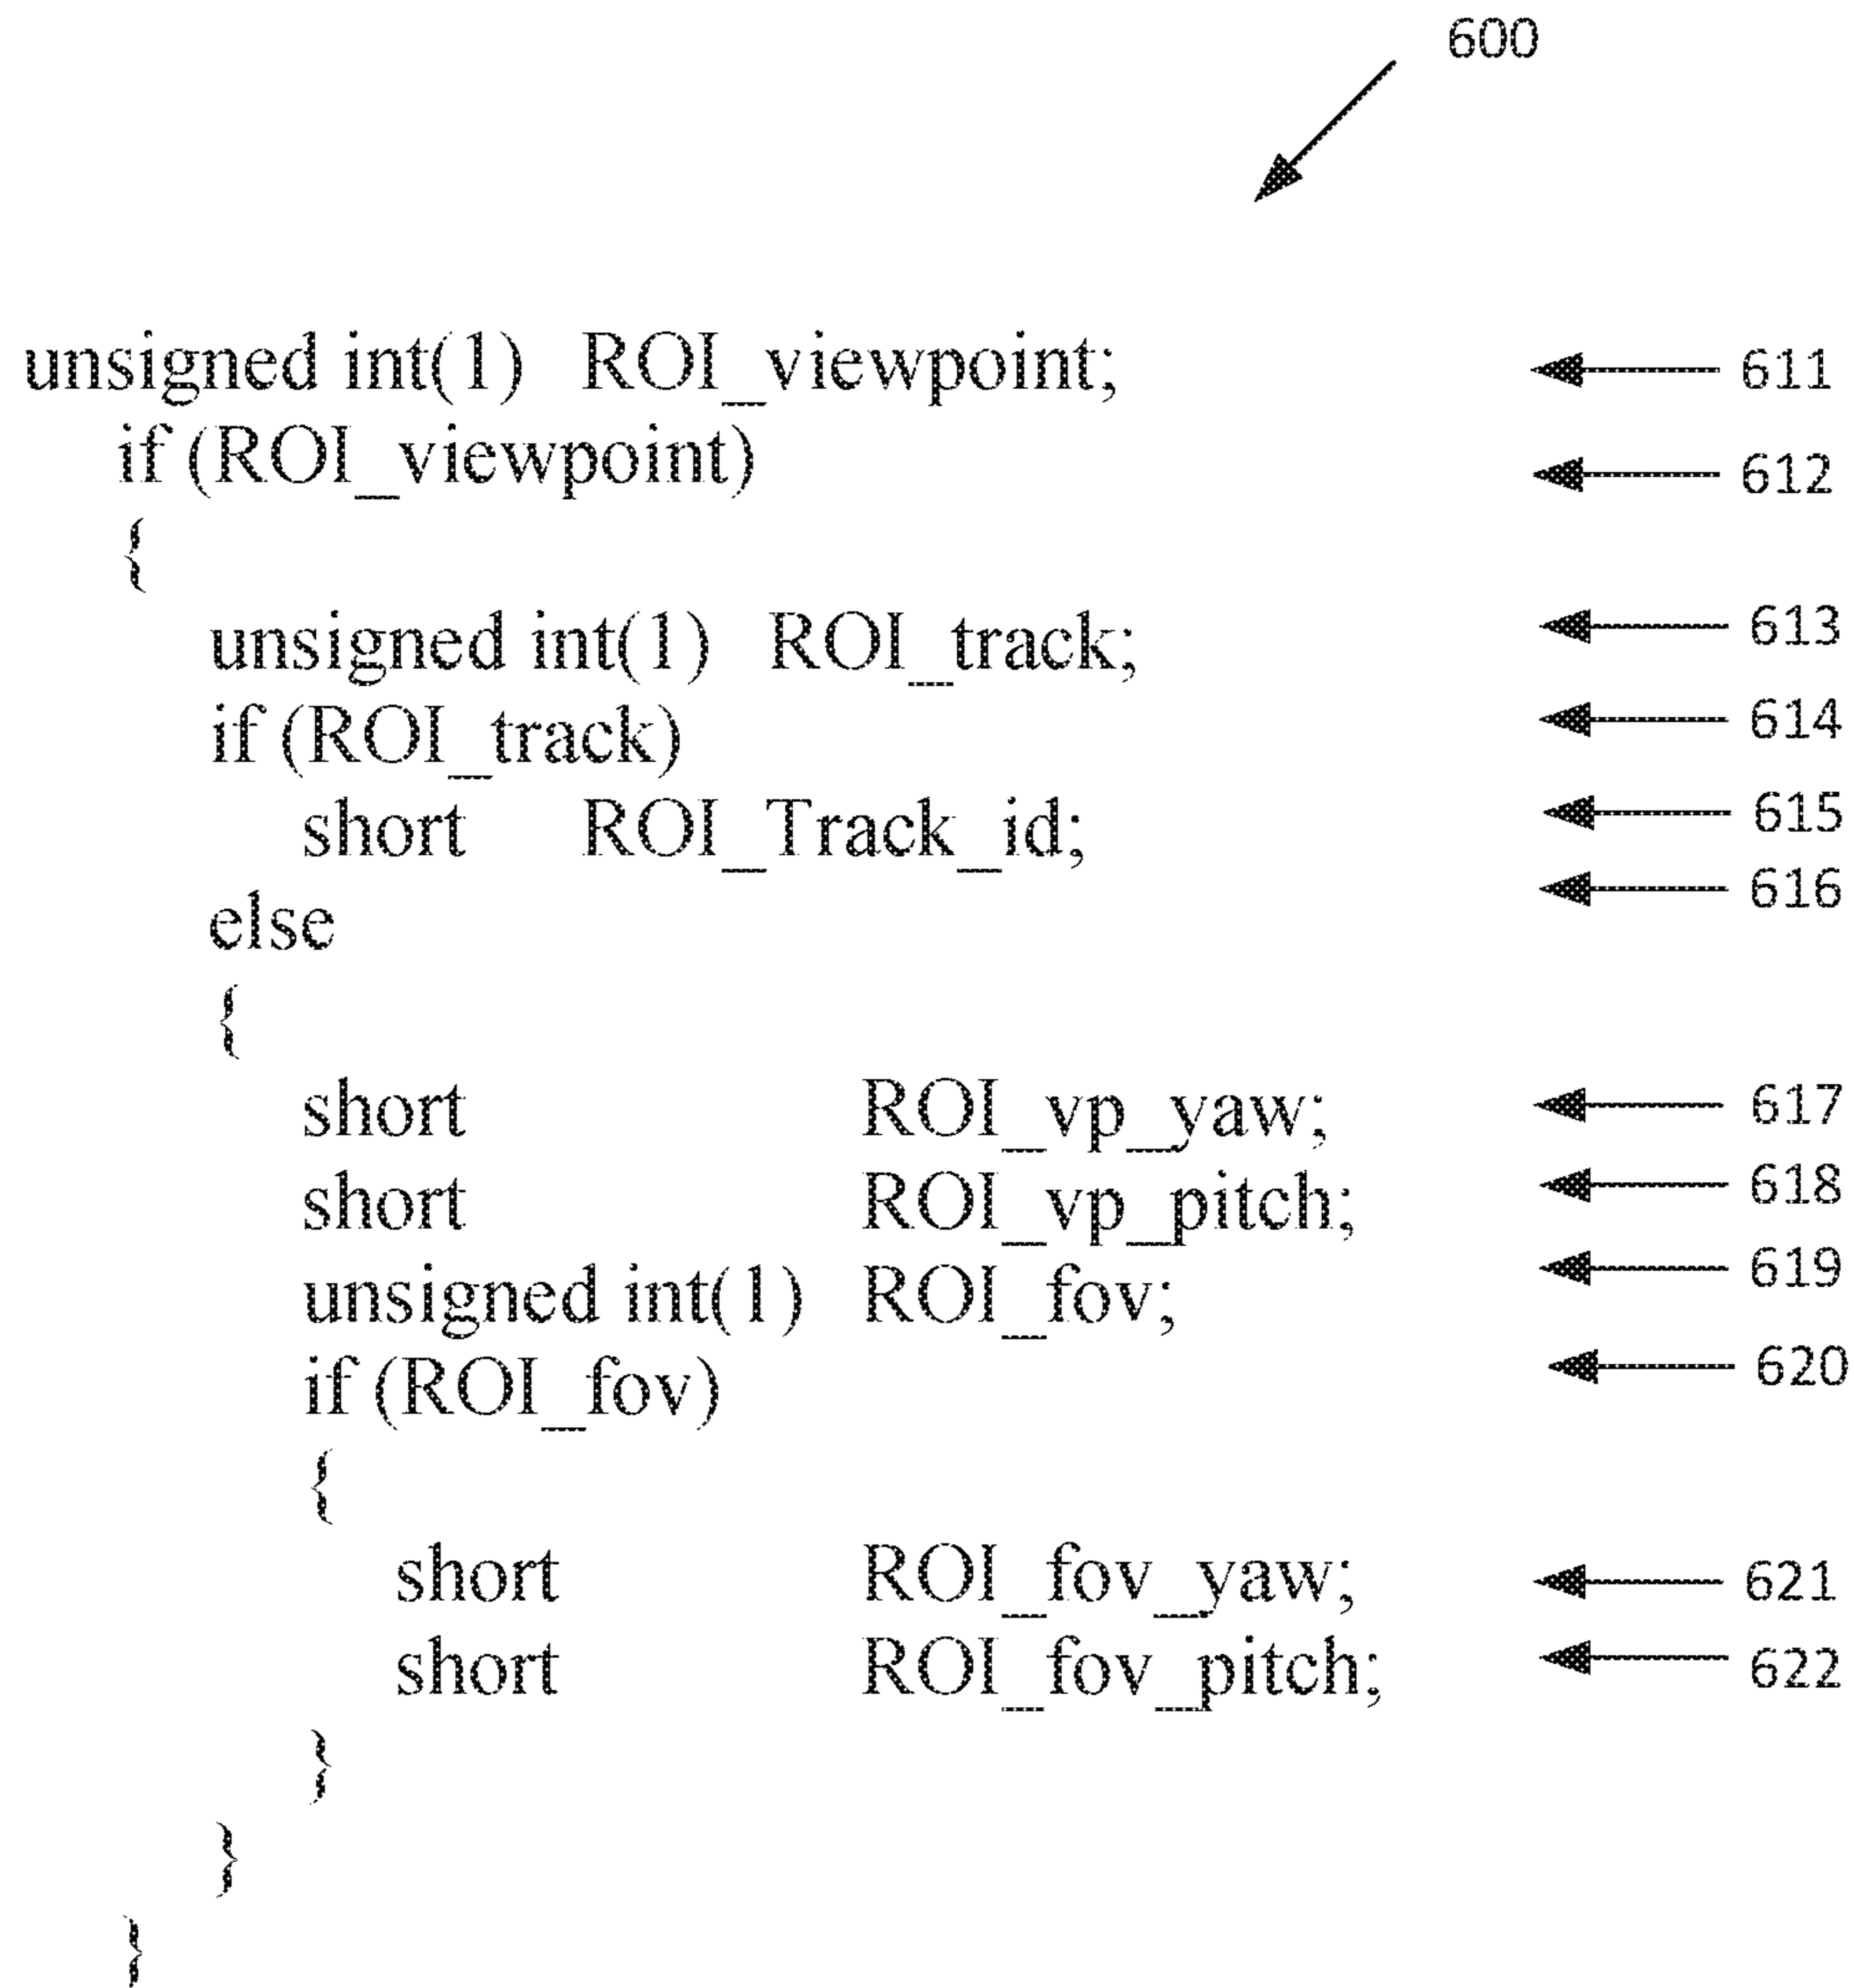 600
unsigned int(1) ROI_viewpoint; 611
if (ROI_viewpoint) 612
{
unsigned int(1) ROI_track; 613
if (ROI_track) 614
short ROI_Track_id; 615
else 616
{
short ROI_vp_yaw; 617
short ROI_vp_pitch; 618
unsigned int(1) ROI_fov; 619
if (ROI_fov) 620
{
short ROI_fov_yaw; 621
short ROI_fov_pitch; 622
}
}
}